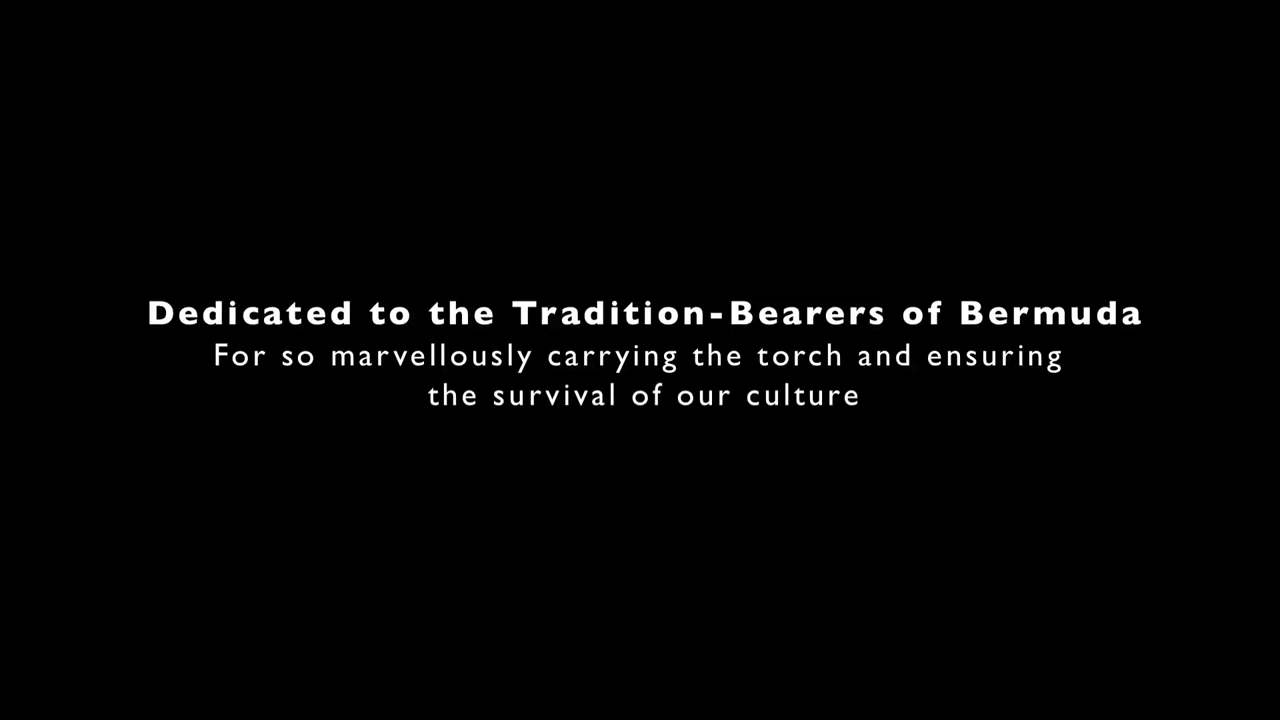 Dedicated to the Tradition-Bearers of Bermuda
For so marvellously carrying the torch and ensuring
the survival of our culture